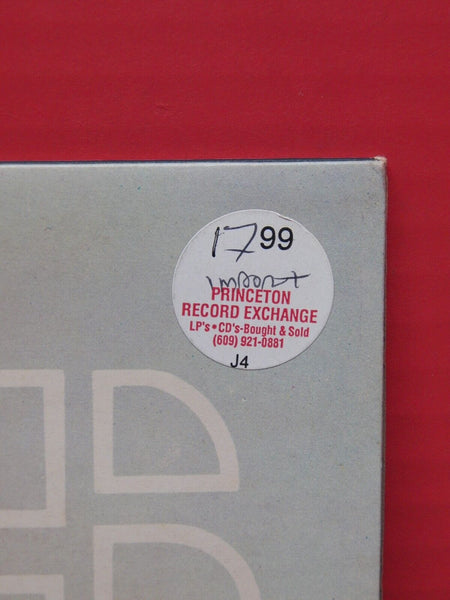 1799
Import
PRINCETON
RECORD EXCHANGE
LP's • CD's-Bought & Sold
(609) 921-0881
J4